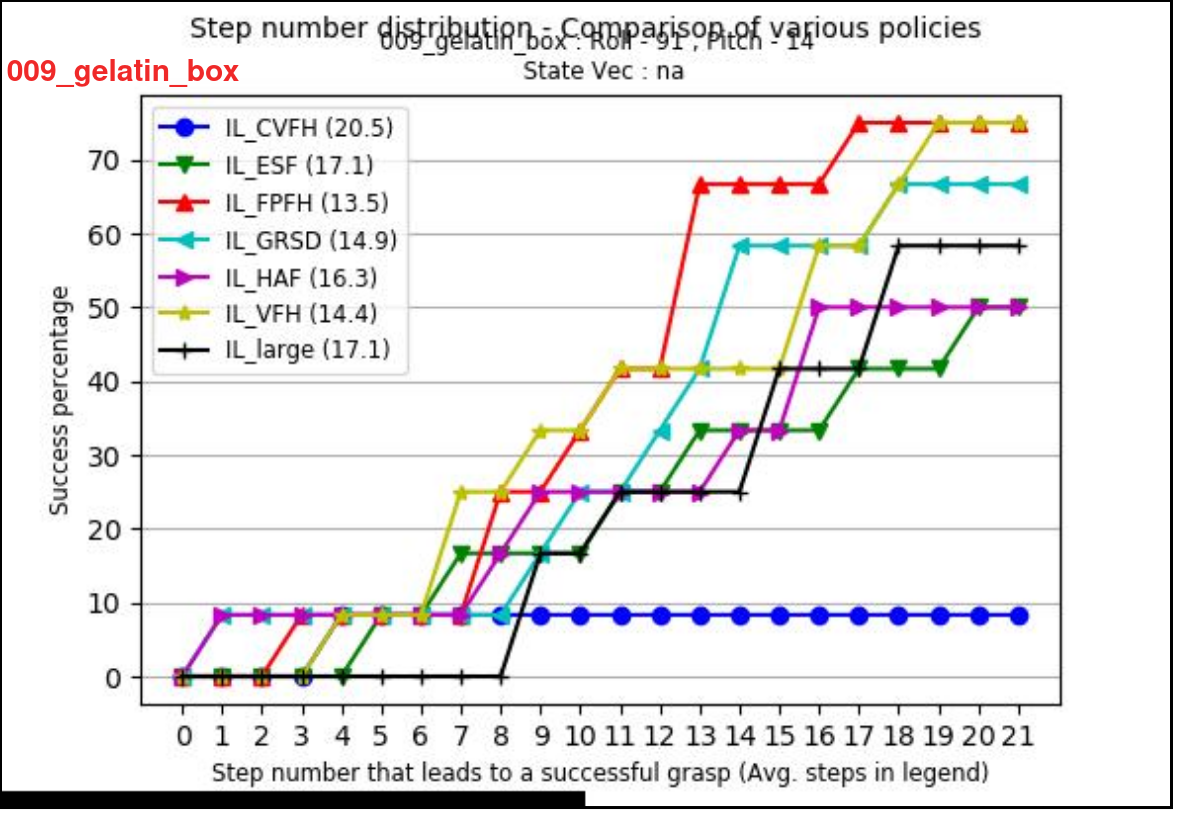 Step number distribution - Comparison of various policies
009_gelatin_box : Roll - 91 , Pitch - 14
State Vec : na
009_gelatin_box
IL_CVFH (20.5)
IL_ESF (17.1)
IL_FPFH (13.5)
IL_GRSD (14.9)
IL_HAF (16.3)
IL_VFH (14.4)
IL_large (17.1)
Success percentage
70
60
50
40
30
20
10
0
0 1 2 3 4 5 6 7 8 9 10 11 12 13 14 15 16 17 18 19 20 21
Step number that leads to a successful grasp (Avg. steps in legend)